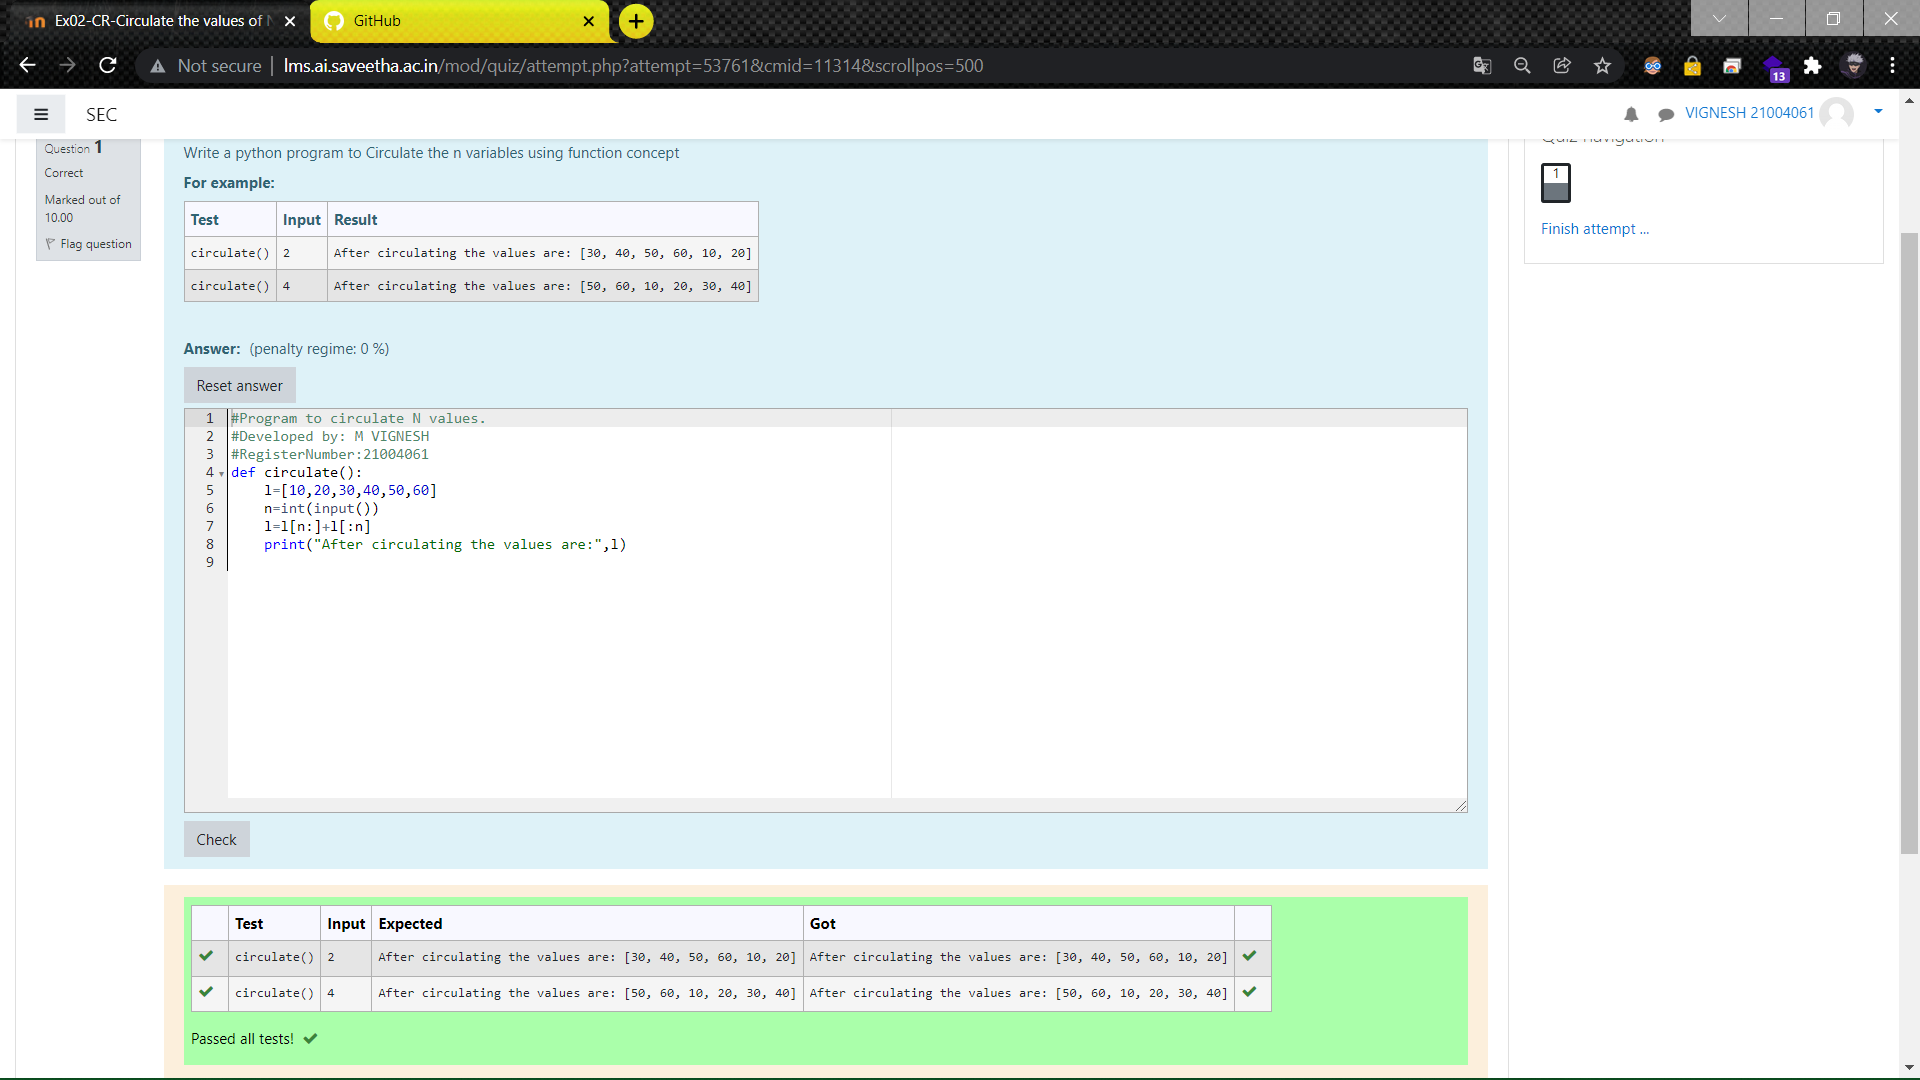 Ex02-CR-Circulate the values of N
GitHub
Not secure | lms.ai.saveetha.ac.in/mod/quiz/attempt.php?attempt=53761&cmid=11314&scrollpos=500
13
SEC
VIGNESH 21004061
Question 1
Correct
Marked out of
10.00
Flag question
Write a python program to Circulate the n variables using function concept
For example:
Test Input Result
circulate() 2 After circulating the values are: [30, 40, 50, 60, 10, 20]
circulate() 4 After circulating the values are: [50, 60, 10, 20, 30, 40]
Answer: (penalty regime: 0 %)
Reset answer
1 #Program to circulate N values.
2 #Developed by: M VIGNESH
3 #RegisterNumber:21004061
4 def circulate():
5 l=[10,20,30,40,50,60]
6 n=int(input())
7 l=l[n:]+l[:n]
8 print("After circulating the values are:",l)
9
Check
Test Input Expected Got
circulate() 2 After circulating the values are: [30, 40, 50, 60, 10, 20] After circulating the values are: [30, 40, 50, 60, 10, 20]
circulate() 4 After circulating the values are: [50, 60, 10, 20, 30, 40] After circulating the values are: [50, 60, 10, 20, 30, 40]
Passed all tests!
Quiz navigation
1
Finish attempt ...